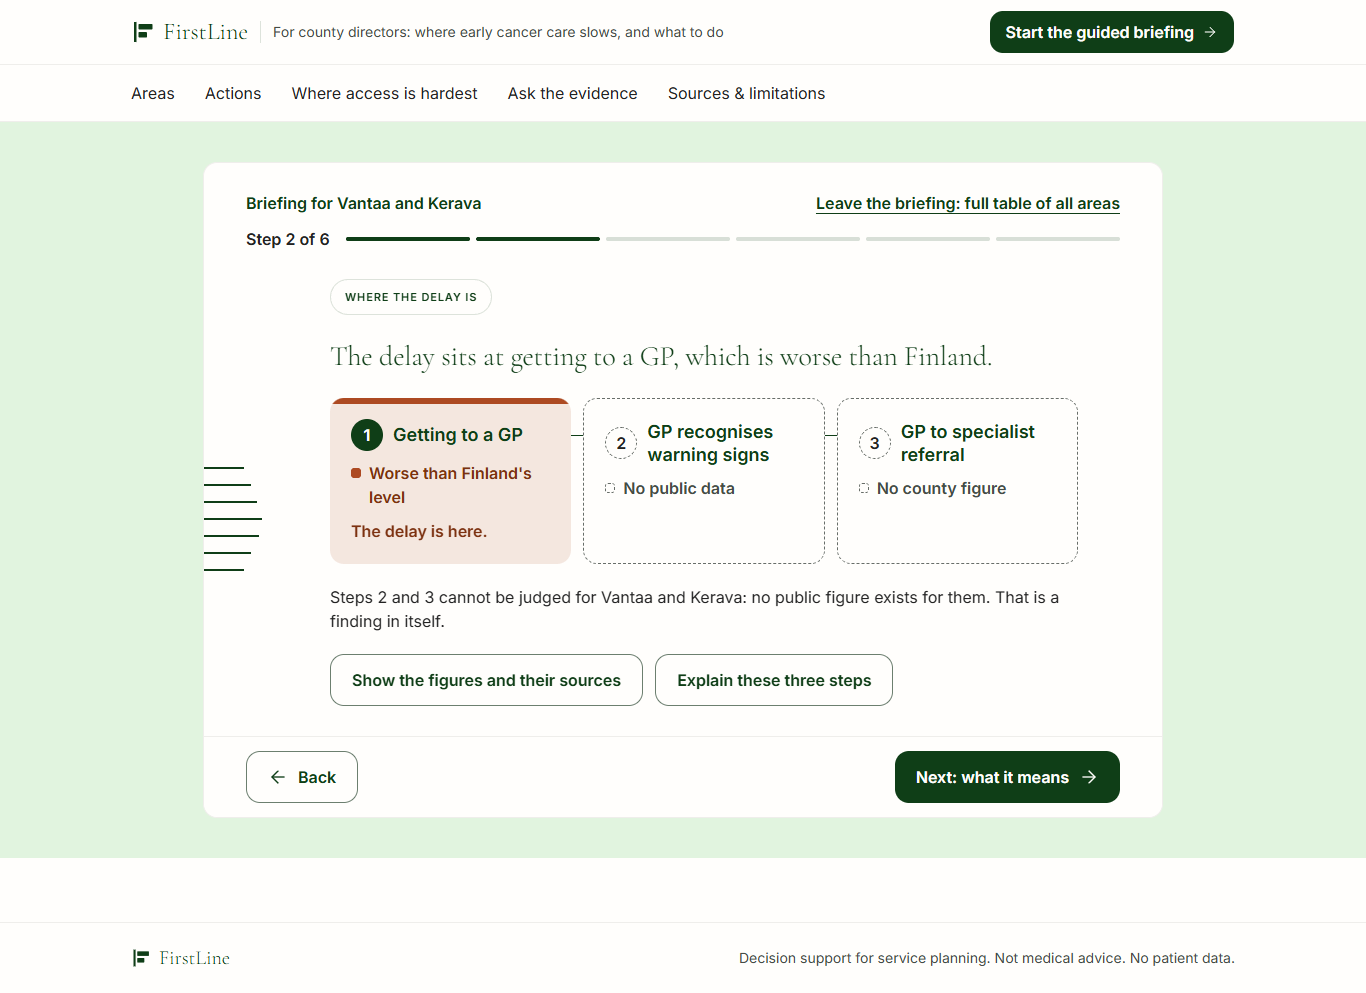 FirstLine
For county directors: where early cancer care slows, and what to do
Start the guided briefing
Areas
Actions
Where access is hardest
Ask the evidence
Sources & limitations
Briefing for Vantaa and Kerava
Leave the briefing: full table of all areas
Step 2 of 6
WHERE THE DELAY IS
The delay sits at getting to a GP, which is worse than Finland.
1
Getting to a GP
Worse than Finland's
level
The delay is here.
2
GP recognises
warning signs
No public data
3
GP to specialist
referral
No county figure
Steps 2 and 3 cannot be judged for Vantaa and Kerava: no public figure exists for them. That is a
finding in itself.
Show the figures and their sources
Explain these three steps
Back
Next: what it means
FirstLine
Decision support for service planning. Not medical advice. No patient data.